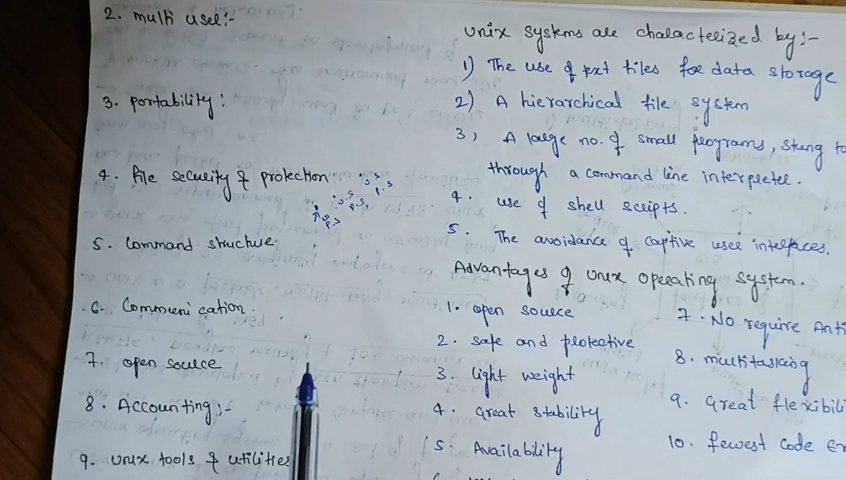 2. multi user:-
3. portability:
4. file security & protection:
5. Command structure.
6. Communication.
7. open source
8. Accounting:-
9. unix tools & utilities
unix systems are characterized by:-
1) The use of pxt files for data storage
2) A hierarchical file system
3, A large no. of small programs, strung to
through a command line interpreter.
4. use of shell scripts.
5. The avoidance of captive user interfaces.
Advantages of unix operating system.
1. open source
2. safe and protective
3. light weight
4. Great stability
5. Availability
7. No require Anti
8. multitasking
9. Great flexibili
10. fewest code